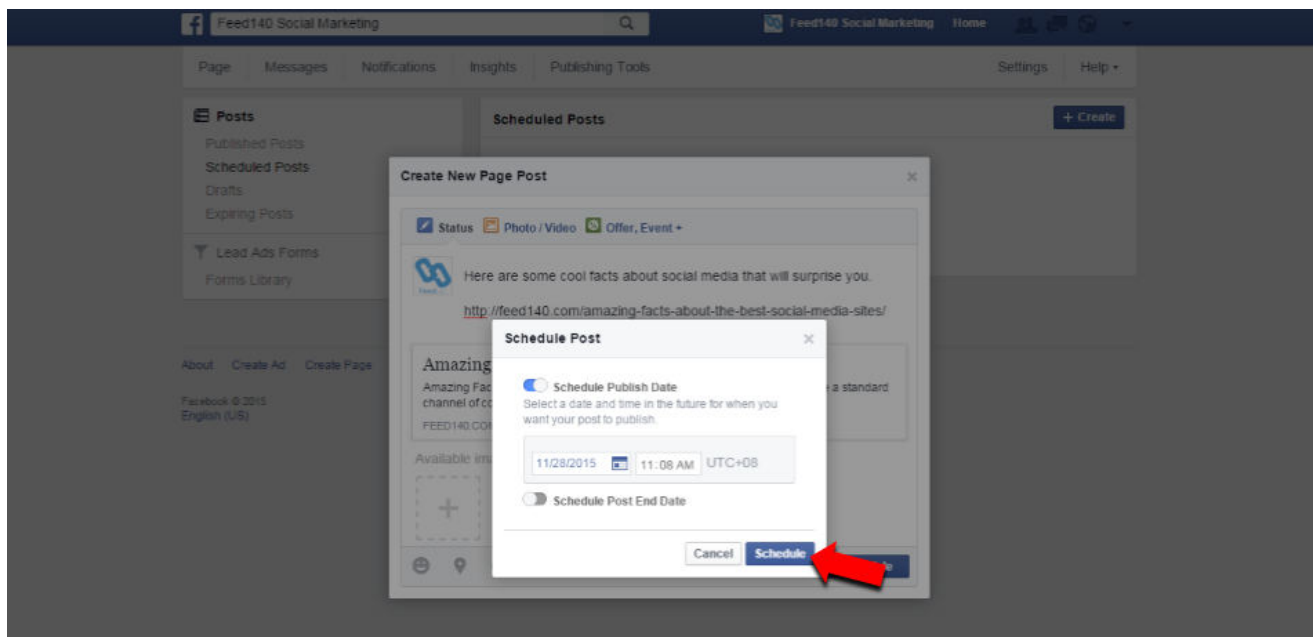 Feed140 Social Marketing
Feed140 Social Marketing Home
Page Messages Notifications Insights Publishing Tools Settings Help
Posts
Published Posts
Scheduled Posts
Drafts
Expiring Posts
Lead Ads Forms
Forms Library
About Create Ad Create Page
Facebook © 2015
English (US)
Scheduled Posts
+ Create
Create New Page Post
Status Photo / Video Offer, Event +
Here are some cool facts about social media that will surprise you.
http://feed140.com/amazing-facts-about-the-best-social-media-sites/
Amazing
Amazing Fac
a standard
channel of co
FEED140.CO
Available im
Schedule Post
Schedule Publish Date
Select a date and time in the future for when you
want your post to publish.
11/28/2015 11:08 AM UTC+08
Schedule Post End Date
Cancel Schedule